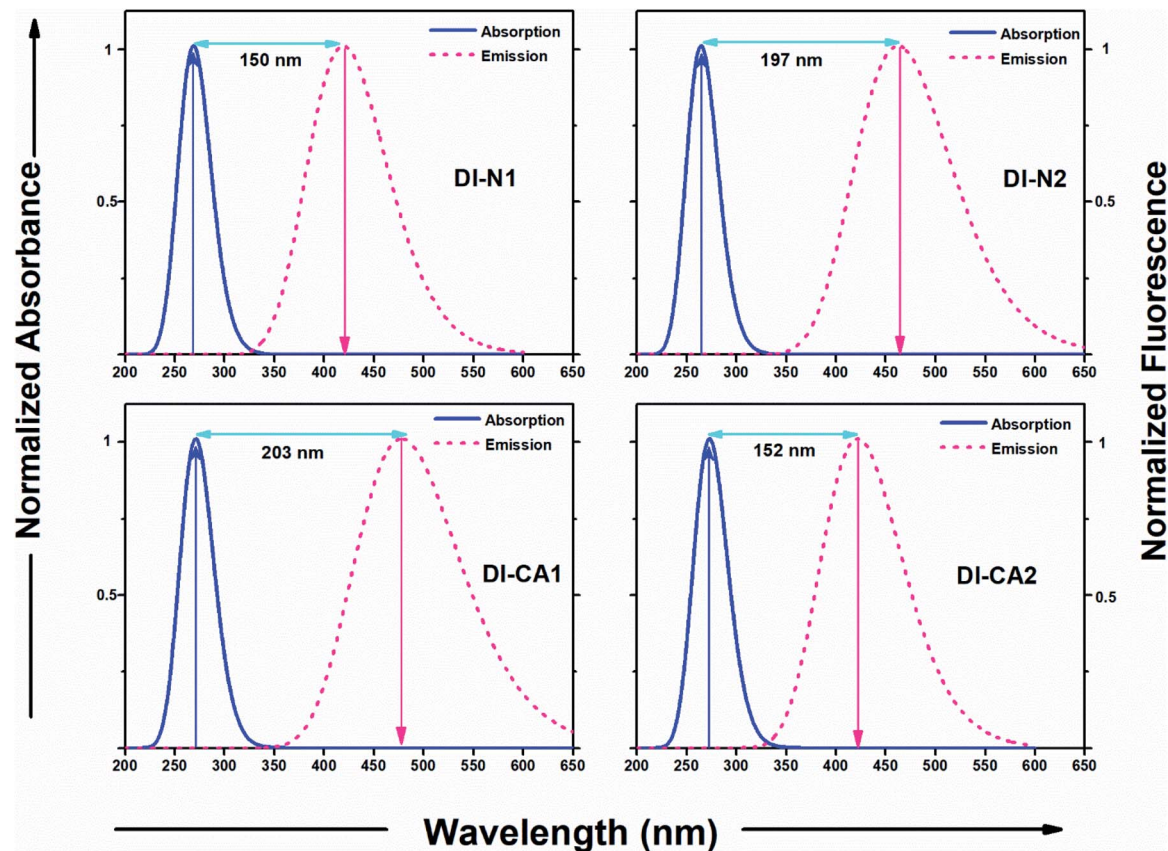 Normalized Absorbance
Normalized Fluorescence
Wavelength (nm)
Absorption
Emission
150 nm
DI-N1
1
0.5
0
200 250 300 350 400 450 500 550 600 650
Absorption
Emission
197 nm
DI-N2
1
0.5
0
200 250 300 350 400 450 500 550 600 650
Absorption
Emission
203 nm
DI-CA1
1
0.5
0
200 250 300 350 400 450 500 550 600 650
Absorption
Emission
152 nm
DI-CA2
1
0.5
0
200 250 300 350 400 450 500 550 600 650